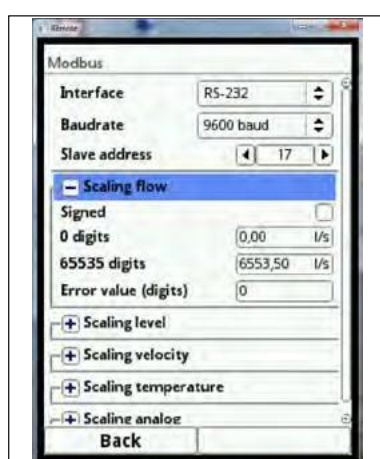 Remote
Modbus
Interface RS-232
Baudrate 9600 baud
Slave address 17
Scaling flow
Signed
0 digits 0,00 l/s
65535 digits 6553,50 l/s
Error value (digits) 0
Scaling level
Scaling velocity
Scaling temperature
Scaling analog
Back